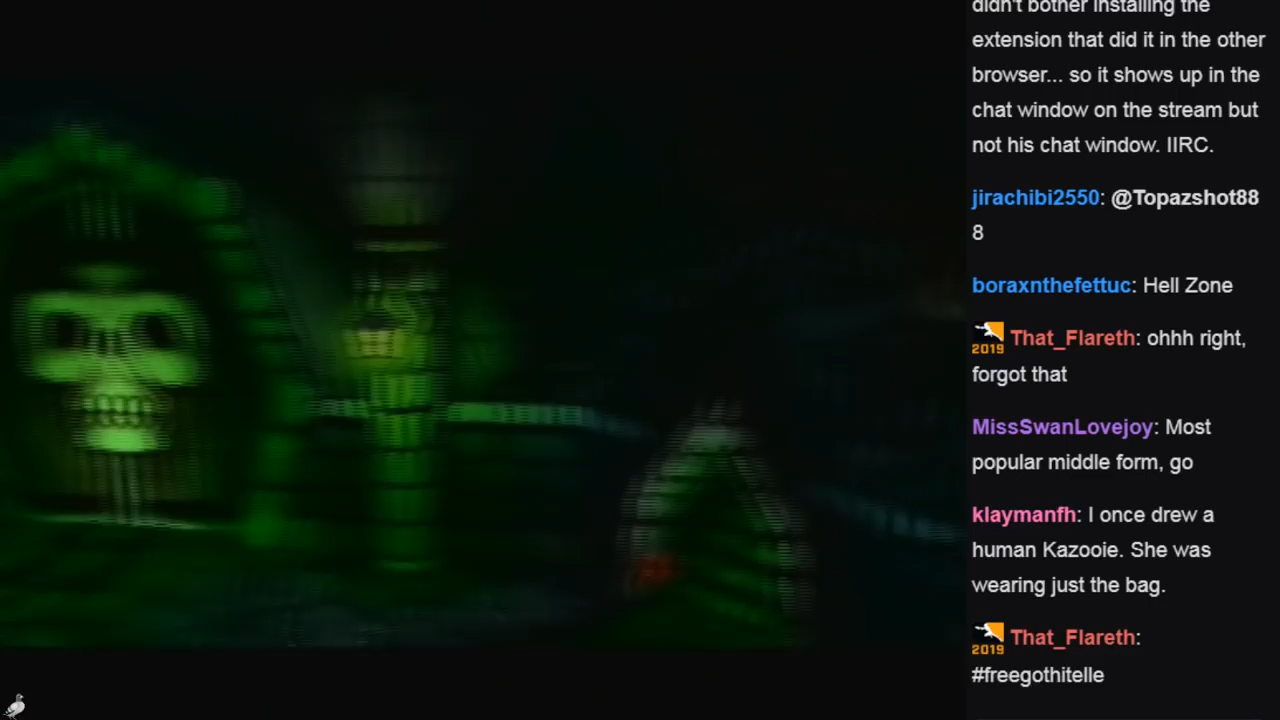 didn't bother installing the
extension that did it in the other
browser... so it shows up in the
chat window on the stream but
not his chat window. IIRC.
jirachibi2550: @Topazshot88
8
boraxnthefettuc: Hell Zone
2019 That_Flareth: ohhh right,
forgot that
MissSwanLovejoy: Most
popular middle form, go
klaymanfh: I once drew a
human Kazooie. She was
wearing just the bag.
2019 That_Flareth:
#freegothitelle